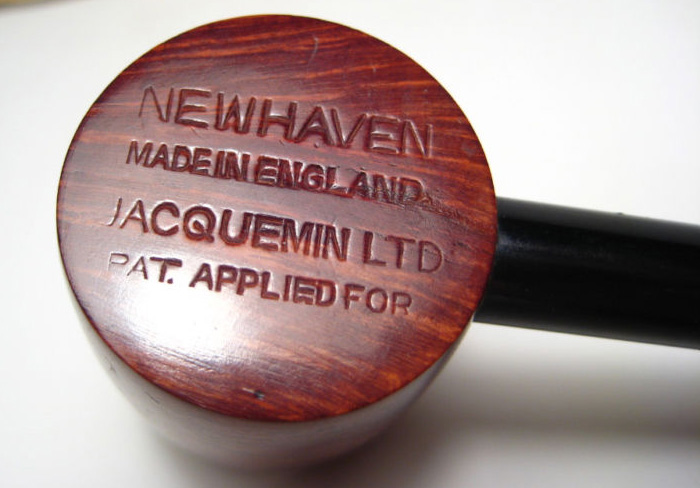 NEWHAVEN
MADE IN ENGLAND
JACQUEMIN LTD
PAT. APPLIED FOR